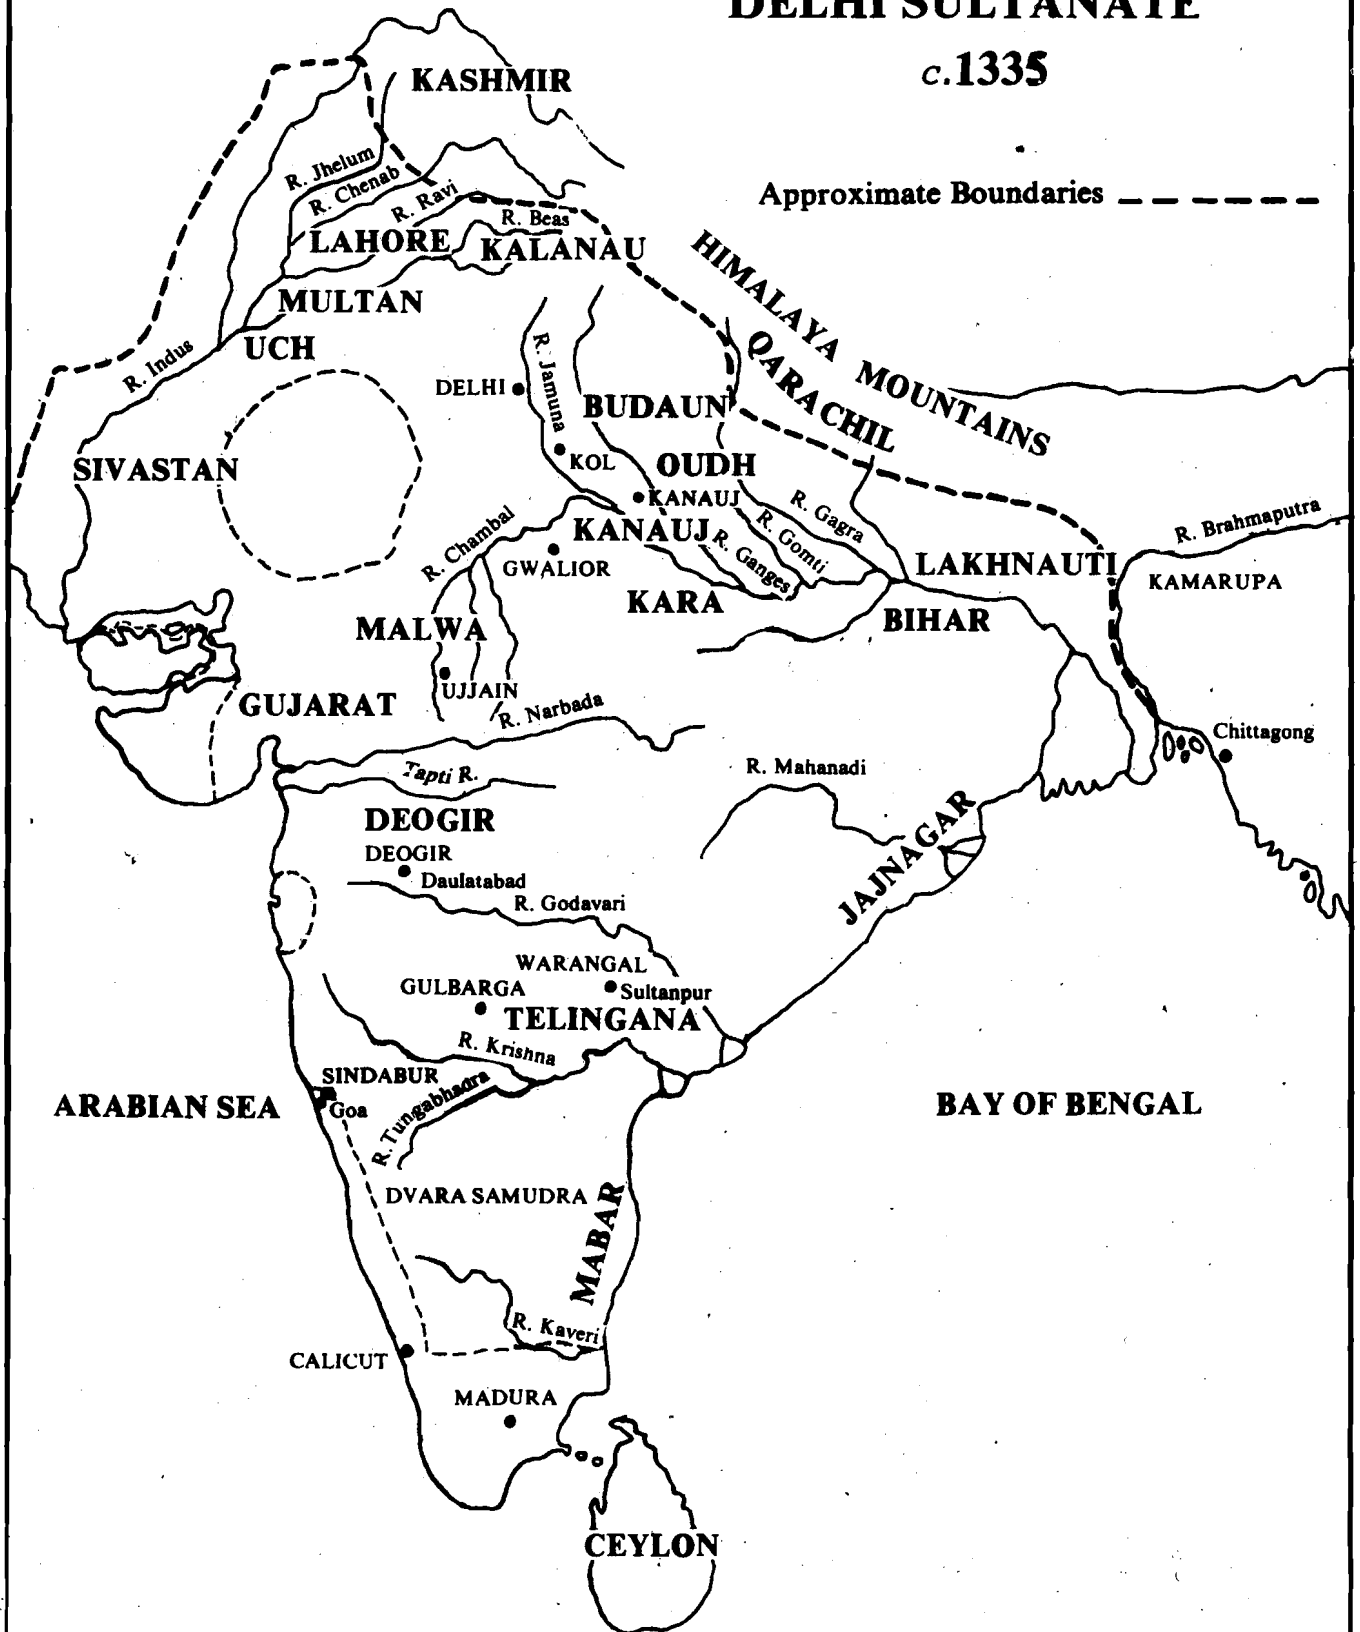 DELHI SULTANATE
c.1335
KASHMIR
Approximate Boundaries
R. Jhelum
R. Chenab
R. Ravi
R. Beas
LAHORE
KALANAU
HIMALAYA MOUNTAINS
MULTAN
UCH
R. Indus
QARACHIL
R. Jamuna
DELHI
BUDAUN
SIVASTAN
KOL
OUDH
KANAUJ
R. Gagra
R. Chambal
KANAUJ
R. Gomti
R. Brahmaputra
GWALIOR
R. Ganges
LAKHNAUTI
KAMARUPA
KARA
BIHAR
MALWA
UJJAIN
GUJARAT
R. Narbada
Chittagong
Tapti R.
R. Mahanadi
DEOGIR
JAJNAGAR
DEOGIR
Daulatabad
R. Godavari
WARANGAL
GULBARGA
Sultanpur
TELINGANA
R. Krishna
SINDABUR
Goa
R. Tungabhadra
ARABIAN SEA
BAY OF BENGAL
DVARA SAMUDRA
MABAR
R. Kaveri
CALICUT
MADURA
CEYLON